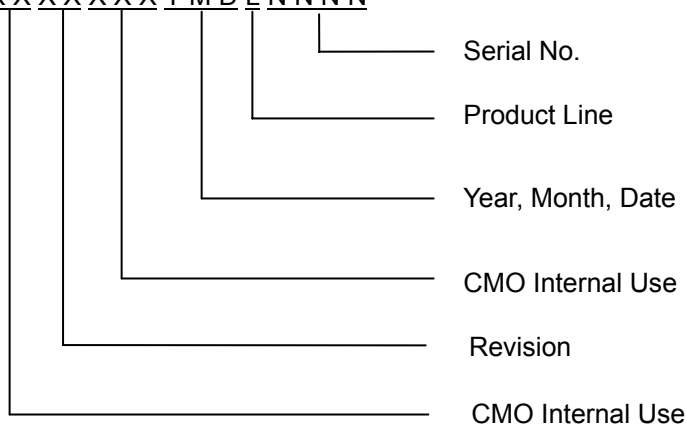 X X X X X X X Y M D L N N N N
Serial No.
Product Line
Year, Month, Date
CMO Internal Use
Revision
CMO Internal Use